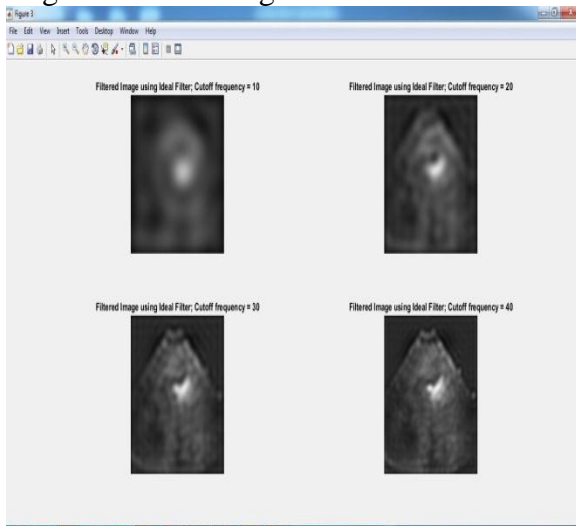 Figure 3
File Edit View Insert Tools Desktop Window Help
Filtered Image using Ideal Filter; Cutoff frequency = 10
Filtered Image using Ideal Filter; Cutoff frequency = 20
Filtered Image using Ideal Filter; Cutoff frequency = 30
Filtered Image using Ideal Filter; Cutoff frequency = 40